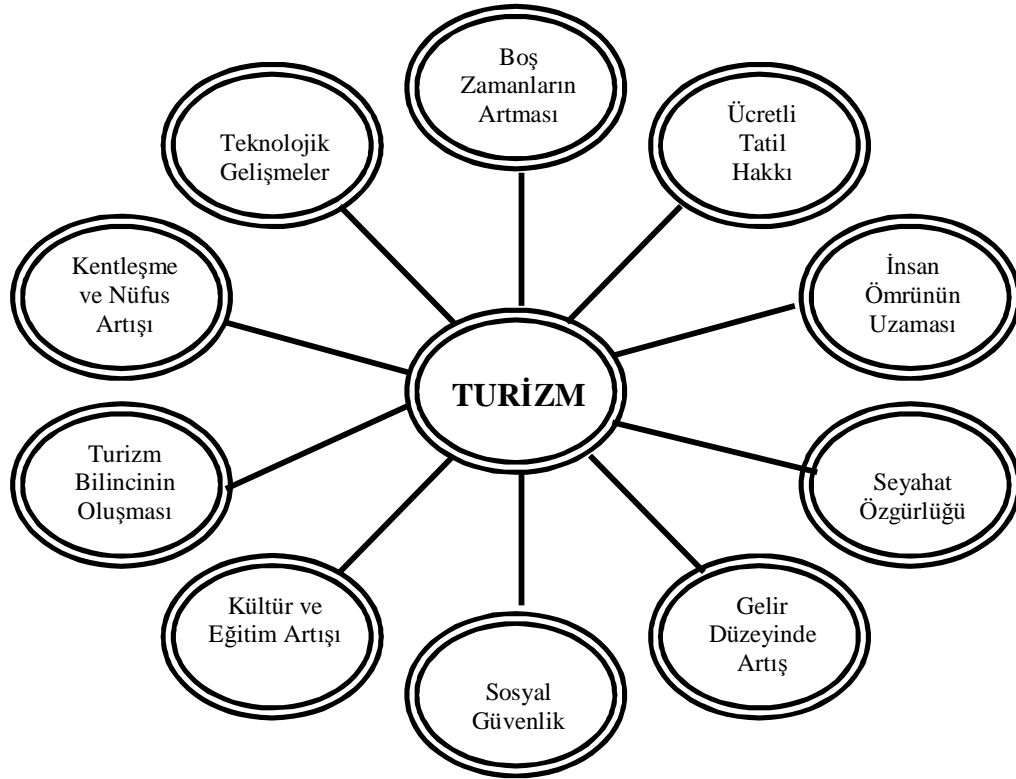 Boş
Zamanların
Artması
Ücretli
Tatil
Hakkı
İnsan
Ömrünün
Uzaması
Seyahat
Özgürlüğü
Gelir
Düzeyinde
Artış
Sosyal
Güvenlik
Kültür ve
Eğitim Artışı
Turizm
Bilincinin
Oluşması
Kentleşme
ve Nüfus
Artışı
Teknolojik
Gelişmeler
TURİZM